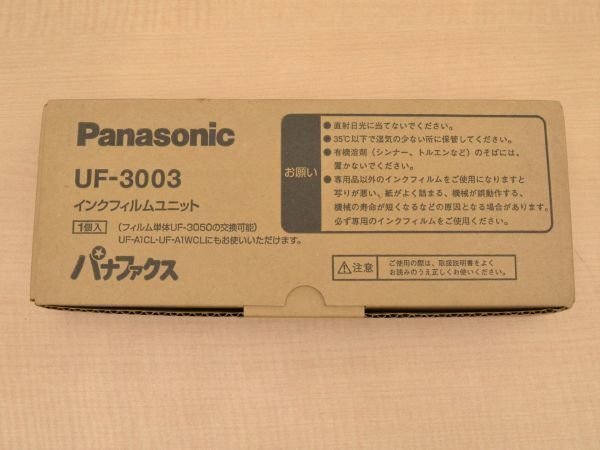 Panasonic
UF-3003
インクフィルムユニット
1個入 (フィルム単体UF-3050の交換可能)
UF-A1CL・UF-A1WCLにもお使いいただけます。
パナファクス
お願い
●直射日光に当てないでください。
●35℃以下で湿気の少ない所に保管してください。
●有機溶剤(シンナー、トルエンなど)のそばには、
置かないでください。
●専用品以外のインクフィルムをご使用になりますと
写りが悪い、紙がよく詰まる、機械が誤動作する、
機械の寿命が短くなるなどの原因となる場合があります。
必ず専用のインクフィルムをご使用ください。
⚠注意
ご使用の際は、取扱説明書をよく
お読みのうえ正しくお使いください。